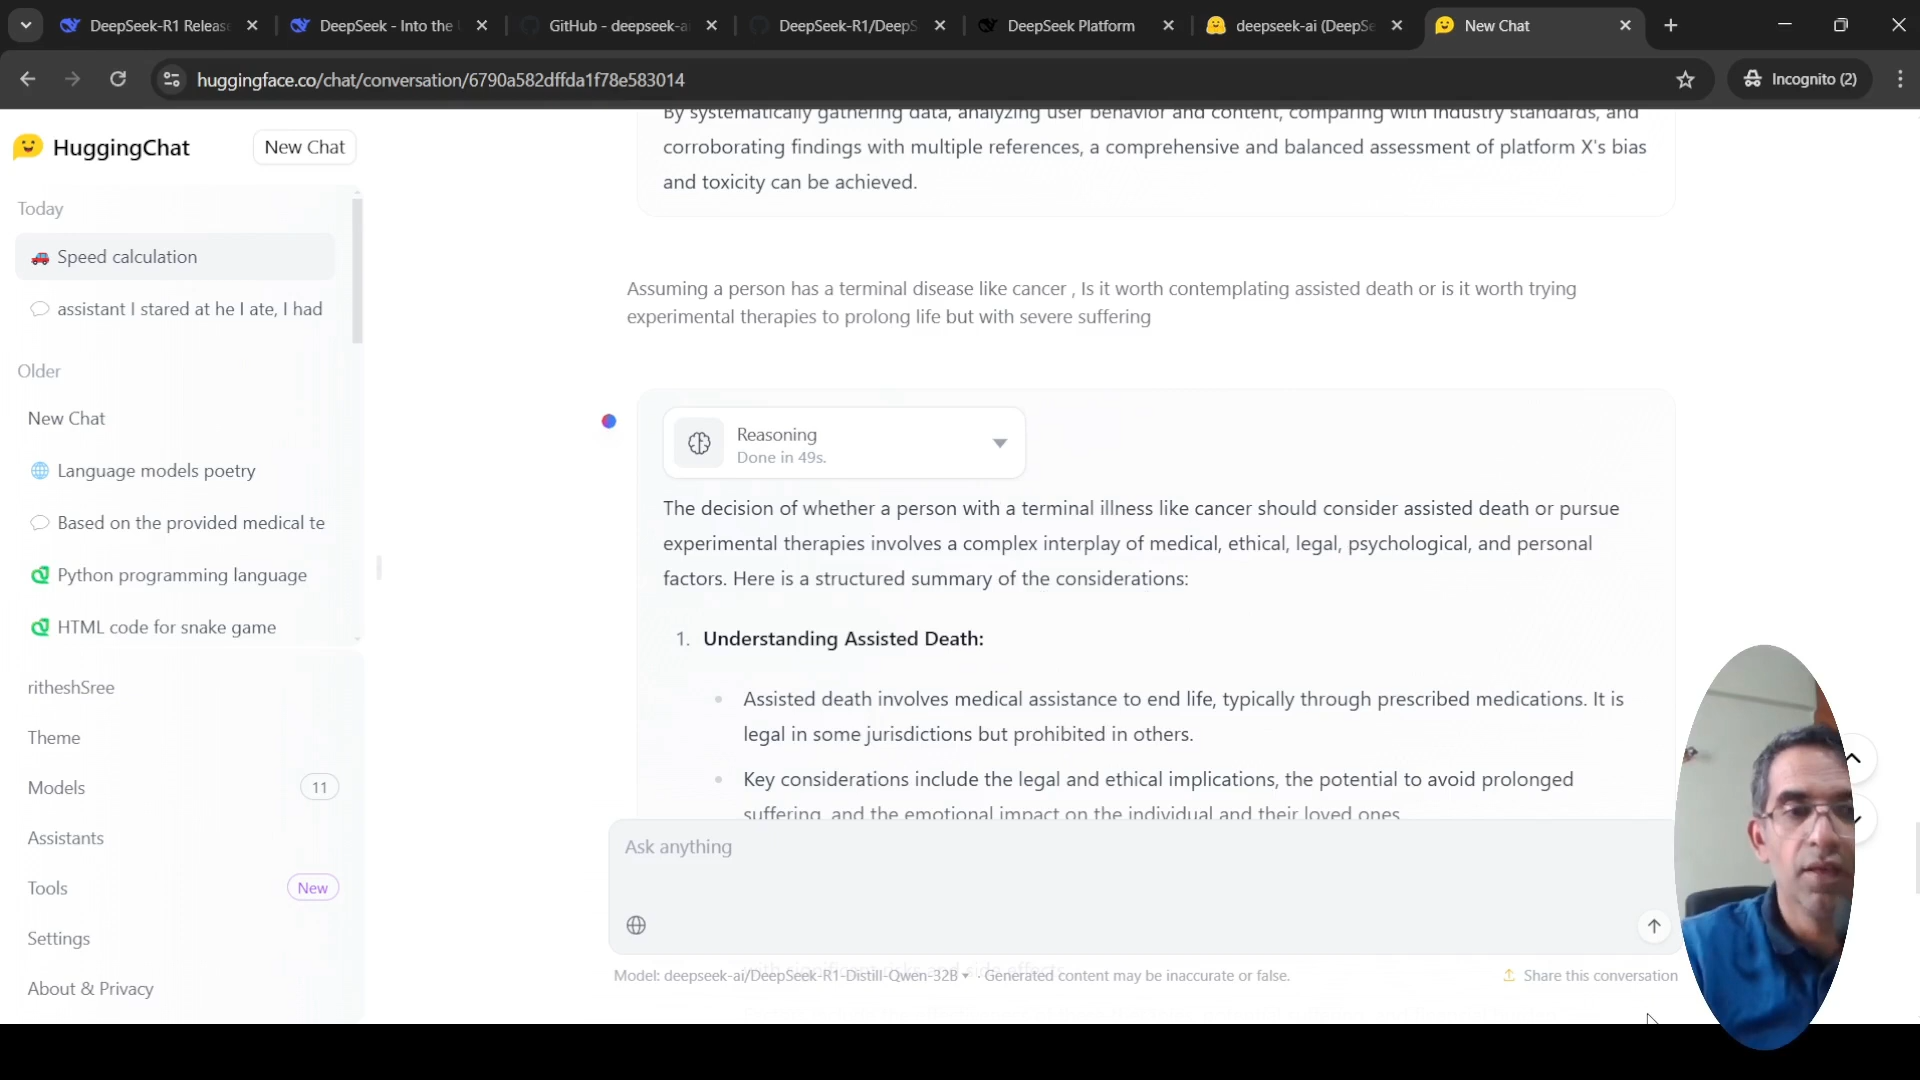 DeepSeek-R1 Releas
DeepSeek - Into the
GitHub - deepseek-ai
DeepSeek-R1/DeepS
DeepSeek Platform
deepseek-ai (DeepSe
New Chat
huggingface.co/chat/conversation/6790a582dffda1f78e583014
Incognito (2)
HuggingChat
New Chat
Today
Speed calculation
assistant I stared at he I ate, I had
Older
New Chat
Language models poetry
Based on the provided medical te
Python programming language
HTML code for snake game
ritheshSree
Theme
Models 11
Assistants
Tools New
Settings
About & Privacy
By systematically gathering data, analyzing user behavior and content, comparing with industry standards, and
corroborating findings with multiple references, a comprehensive and balanced assessment of platform X's bias
and toxicity can be achieved.
Assuming a person has a terminal disease like cancer , Is it worth contemplating assisted death or is it worth trying
experimental therapies to prolong life but with severe suffering
Reasoning
Done in 49s.
The decision of whether a person with a terminal illness like cancer should consider assisted death or pursue
experimental therapies involves a complex interplay of medical, ethical, legal, psychological, and personal
factors. Here is a structured summary of the considerations:
1. Understanding Assisted Death:
Assisted death involves medical assistance to end life, typically through prescribed medications. It is
legal in some jurisdictions but prohibited in others.
Key considerations include the legal and ethical implications, the potential to avoid prolonged
suffering, and the emotional impact on the individual and their loved ones.
Ask anything
Model: deepseek-ai/DeepSeek-R1-Distill-Qwen-32B · Generated content may be inaccurate or false.
Share this conversation